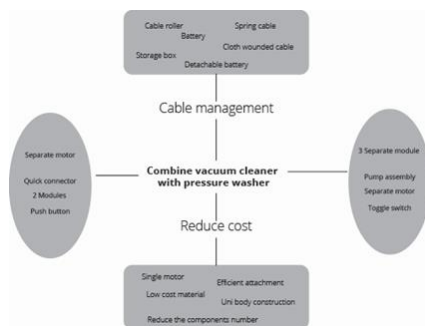 Cable roller
Spring cable
Battery
Cloth wounded cable
Storage box
Detachable battery
Cable management
Separate motor
Quick connector
2 Modules
Push button
Combine vacuum cleaner
with pressure washer
3 Separate module
Pump assembly
Separate motor
Toggle switch
Reduce cost
Single motor
Efficient attachment
Low cost material
Uni body construction
Reduce the components number